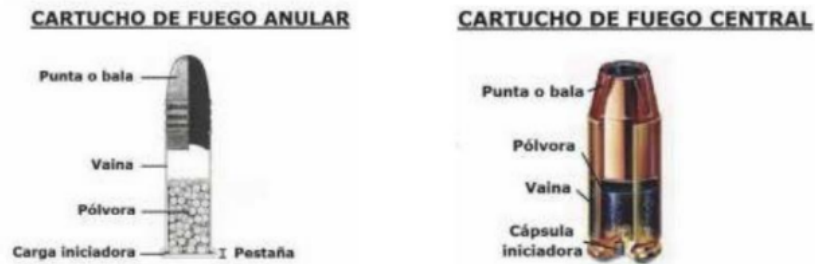 CARTUCHO DE FUEGO ANULAR
Punta o bala
Vaina
Pólvora
Carga iniciadora
Pestaña
CARTUCHO DE FUEGO CENTRAL
Punta o bala
Pólvora
Vaina
Cápsula
iniciadora